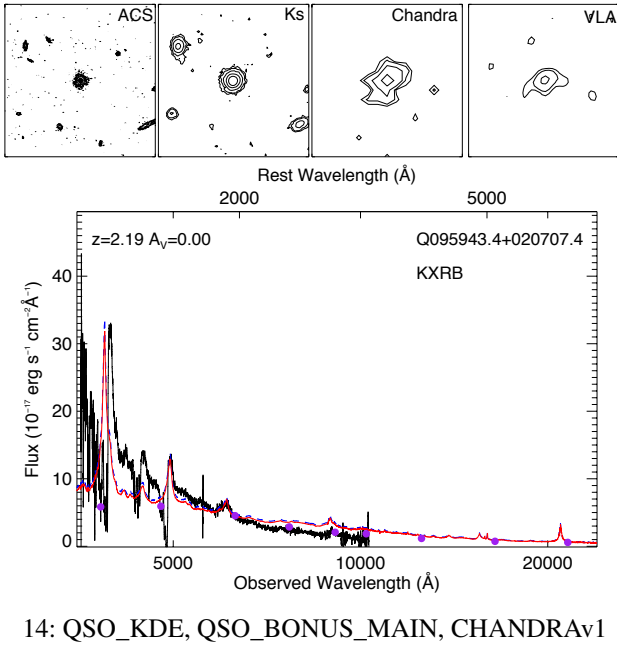 ACS Ks Chandra VLA
Rest Wavelength (Å)
2000 5000
z=2.19 A_V=0.00 Q095943.4+020707.4
KXRB
40
30
20
10
0
Flux (10⁻¹⁷ erg s⁻¹ cm⁻²Å⁻¹)
5000 10000 20000
Observed Wavelength (Å)
14: QSO_KDE, QSO_BONUS_MAIN, CHANDRAv1